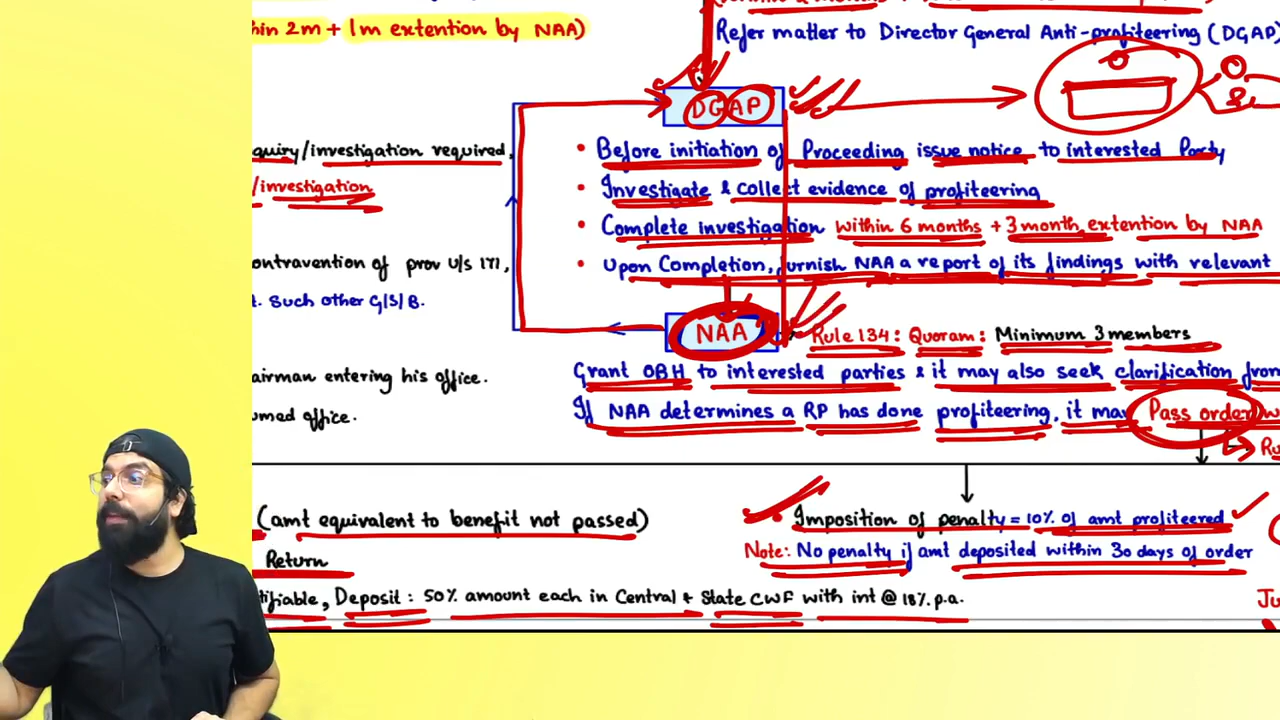 hin 2m + 1m extention by NAA)
Refer matter to Director General Anti-profiteering (DGAP)
DGAP
quiry/investigation required,
• Before initiation of Proceeding issue notice to interested Party
/investigation
• Investigate & collect evidence of profiteering
• Complete investigation within 6 months + 3 month extention by NAA
ontravention of prov u/s 171,
• Upon Completion, furnish NAA a report of its findings with relevant
t. Such other G/S/B.
NAA
Rule 134: Quoram: Minimum 3 members
airman entering his office.
Grant OBH to interested parties & it may also seek clarification from
umed office.
If NAA determines a RP has done profiteering, it may Pass order w
Ru
(amt equivalent to benefit not passed)
Imposition of penalty = 10% of amt profiteered
Return
Note: No penalty if amt deposited within 30 days of order
tifiable, Deposit: 50% amount each in Central & State CWF with int @ 18% p.a.
Ju